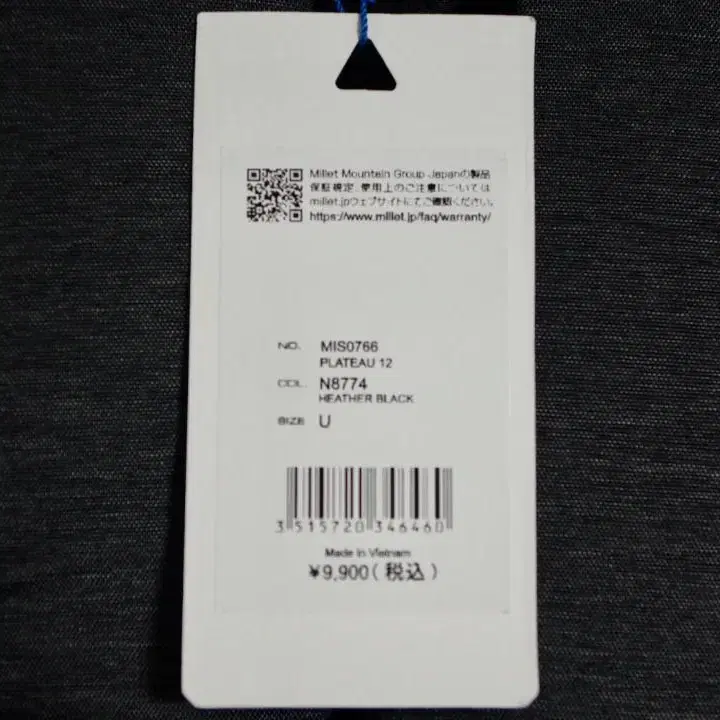 Millet Mountain Group Japanの製品
保証規定、使用上のご注意については
millet.jpウェブサイトにてご確認ください。
https://www.millet.jp/faq/warranty/
NO. MIS0766
PLATEAU 12
COL. N8774
HEATHER BLACK
SIZE U
3 515720 346460
Made in Vietnam
¥9,900(税込)